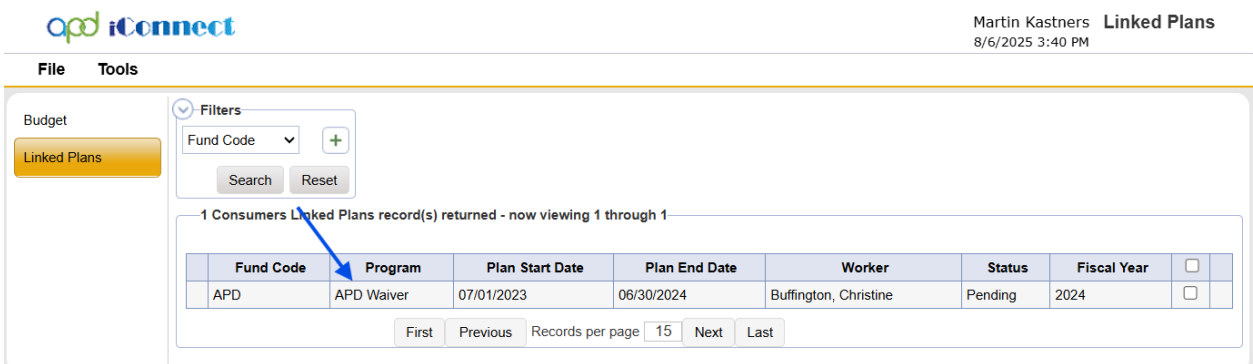 apd iConnect
Martin Kastners Linked Plans
8/6/2025 3:40 PM
File Tools
Budget
Linked Plans
Filters
Fund Code
Search Reset
1 Consumers Linked Plans record(s) returned - now viewing 1 through 1
Fund Code Program Plan Start Date Plan End Date Worker Status Fiscal Year
APD APD Waiver 07/01/2023 06/30/2024 Buffington, Christine Pending 2024
First Previous Records per page 15 Next Last